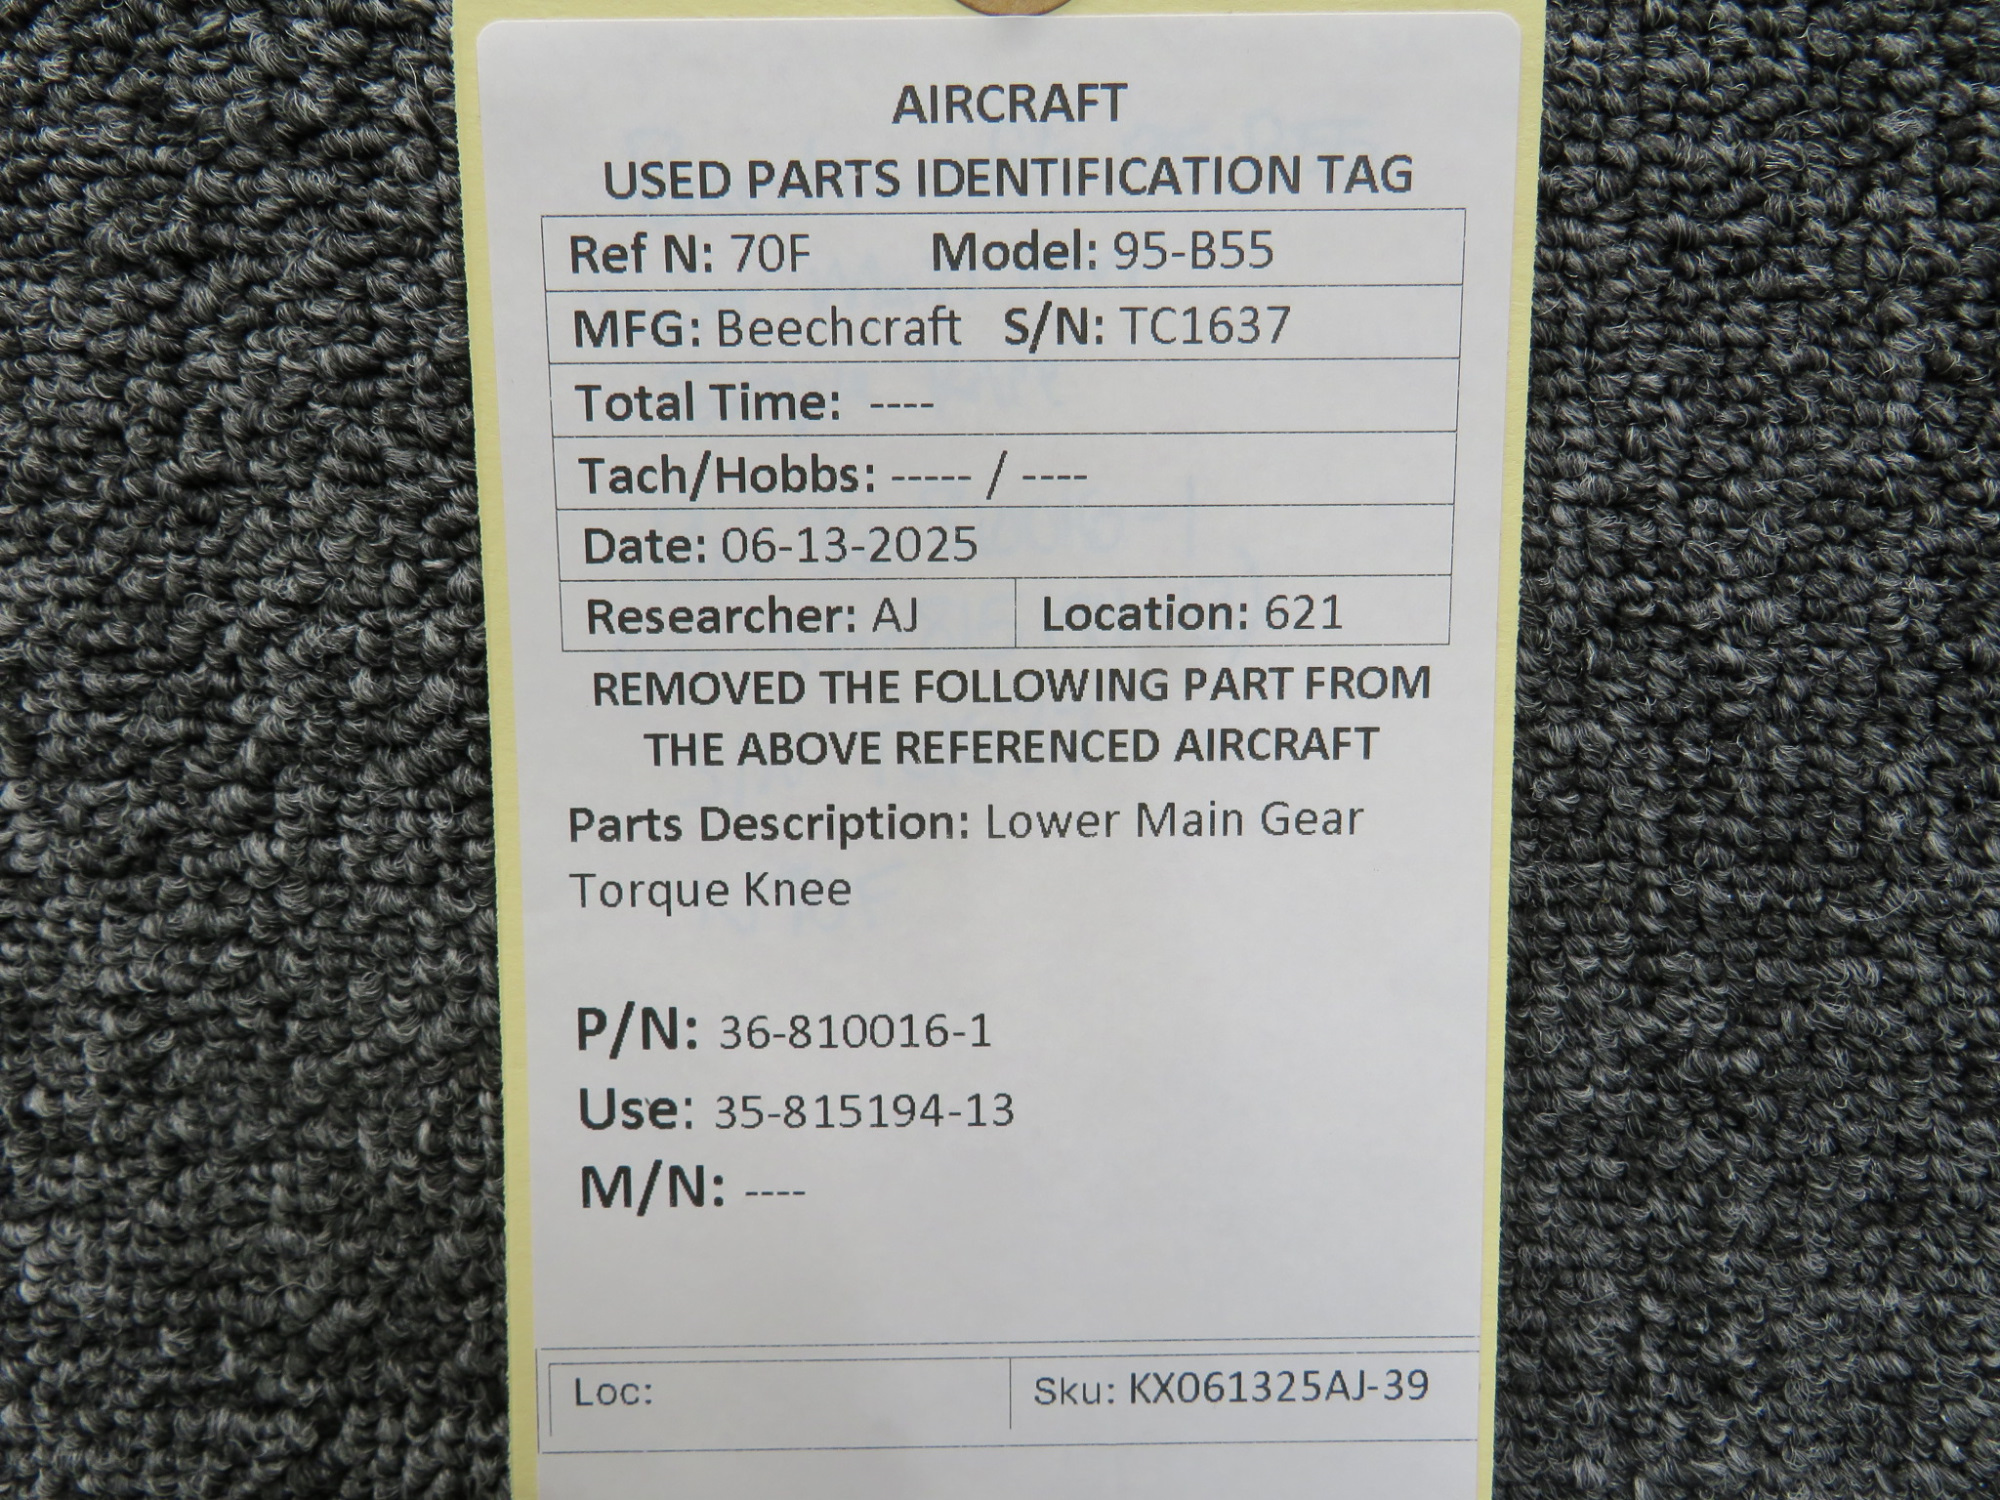 AIRCRAFT
USED PARTS IDENTIFICATION TAG
Ref N: 70F Model: 95-B55
MFG: Beechcraft S/N: TC1637
Total Time: ----
Tach/Hobbs: ----- / ----
Date: 06-13-2025
Researcher: AJ Location: 621
REMOVED THE FOLLOWING PART FROM
THE ABOVE REFERENCED AIRCRAFT
Parts Description: Lower Main Gear
Torque Knee
P/N: 36-810016-1
Use: 35-815194-13
M/N: ----
Loc: Sku: KX061325AJ-39